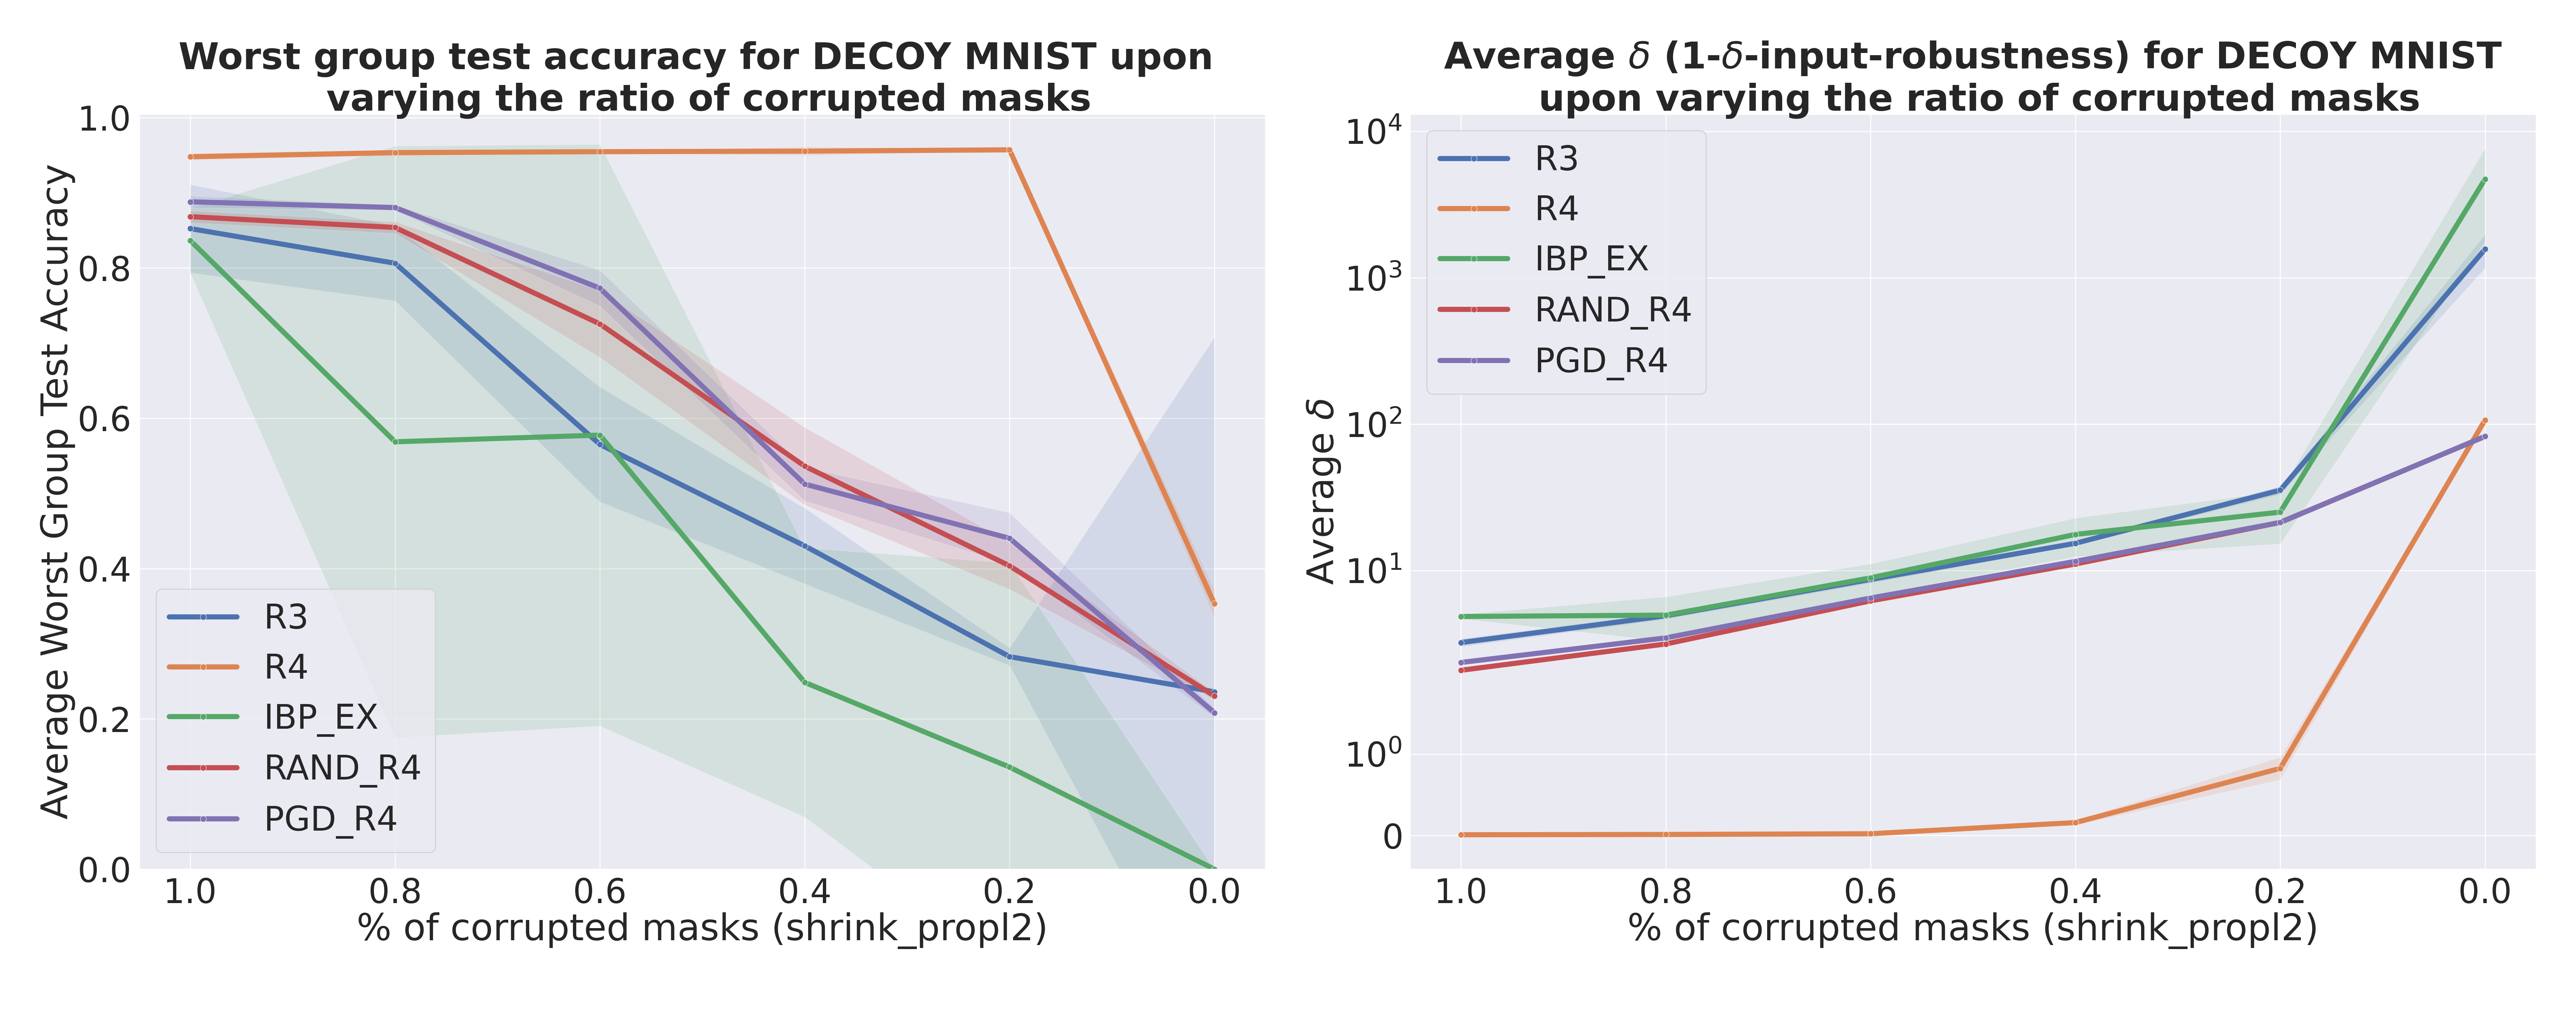 Worst group test accuracy for DECOY MNIST upon
varying the ratio of corrupted masks
Average Worst Group Test Accuracy
1.0
0.8
0.6
0.4
0.2
0.0
R3
R4
IBP_EX
RAND_R4
PGD_R4
1.0 0.8 0.6 0.4 0.2 0.0
% of corrupted masks (shrink_propl2)
Average δ (1-δ-input-robustness) for DECOY MNIST
upon varying the ratio of corrupted masks
Average δ
10⁴
10³
10²
10¹
10⁰
0
R3
R4
IBP_EX
RAND_R4
PGD_R4
1.0 0.8 0.6 0.4 0.2 0.0
% of corrupted masks (shrink_propl2)